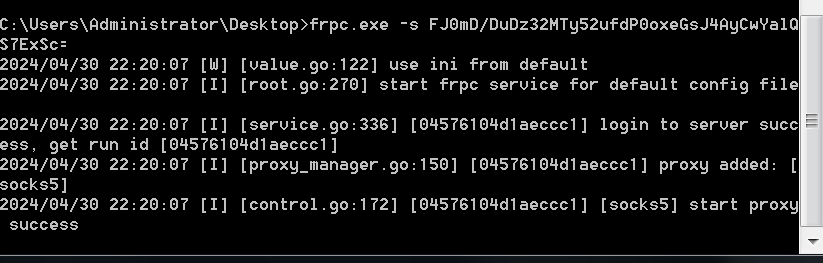 C:\Users\Administrator\Desktop>frpc.exe -s FJ0mD/DuDz32MTy52ufdP0oxeGsJ4AyCwYalQ
S7ExSc=
2024/04/30 22:20:07 [W] [value.go:122] use ini from default
2024/04/30 22:20:07 [I] [root.go:270] start frpc service for default config file

2024/04/30 22:20:07 [I] [service.go:336] [04576104d1aeccc1] login to server succ
ess, get run id [04576104d1aeccc1]
2024/04/30 22:20:07 [I] [proxy_manager.go:150] [04576104d1aeccc1] proxy added: [
socks5]
2024/04/30 22:20:07 [I] [control.go:172] [04576104d1aeccc1] [socks5] start proxy
 success